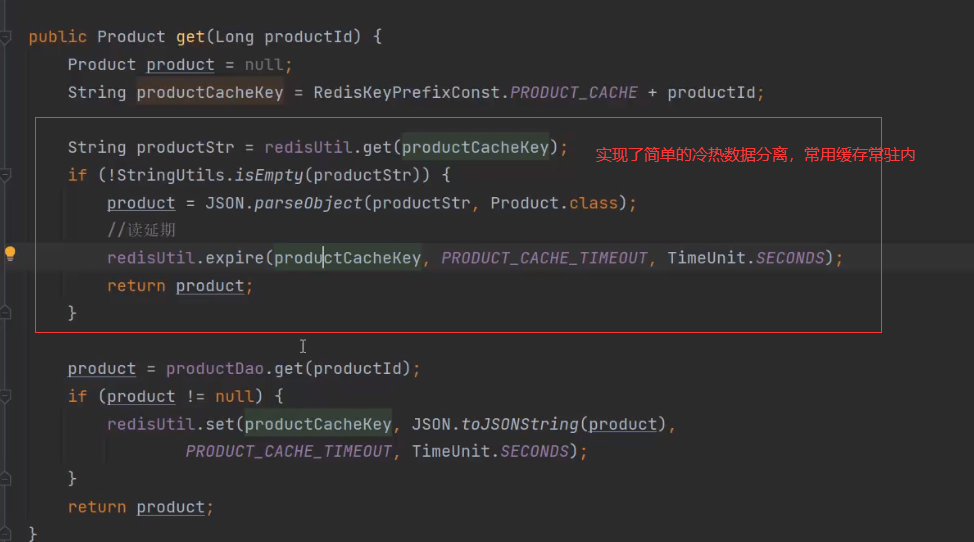 public Product get(Long productId) {
Product product = null;
String productCacheKey = RedisKeyPrefixConst.PRODUCT_CACHE + productId;
String productStr = redisUtil.get(productCacheKey);
实现了简单的冷热数据分离，常用缓存常驻内
if (!StringUtils.isEmpty(productStr)) {
product = JSON.parseObject(productStr, Product.class);
//读延期
redisUtil.expire(productCacheKey, PRODUCT_CACHE_TIMEOUT, TimeUnit.SECONDS);
return product;
}
product = productDao.get(productId);
if (product != null) {
redisUtil.set(productCacheKey, JSON.toJSONString(product),
PRODUCT_CACHE_TIMEOUT, TimeUnit.SECONDS);
}
return product;
}